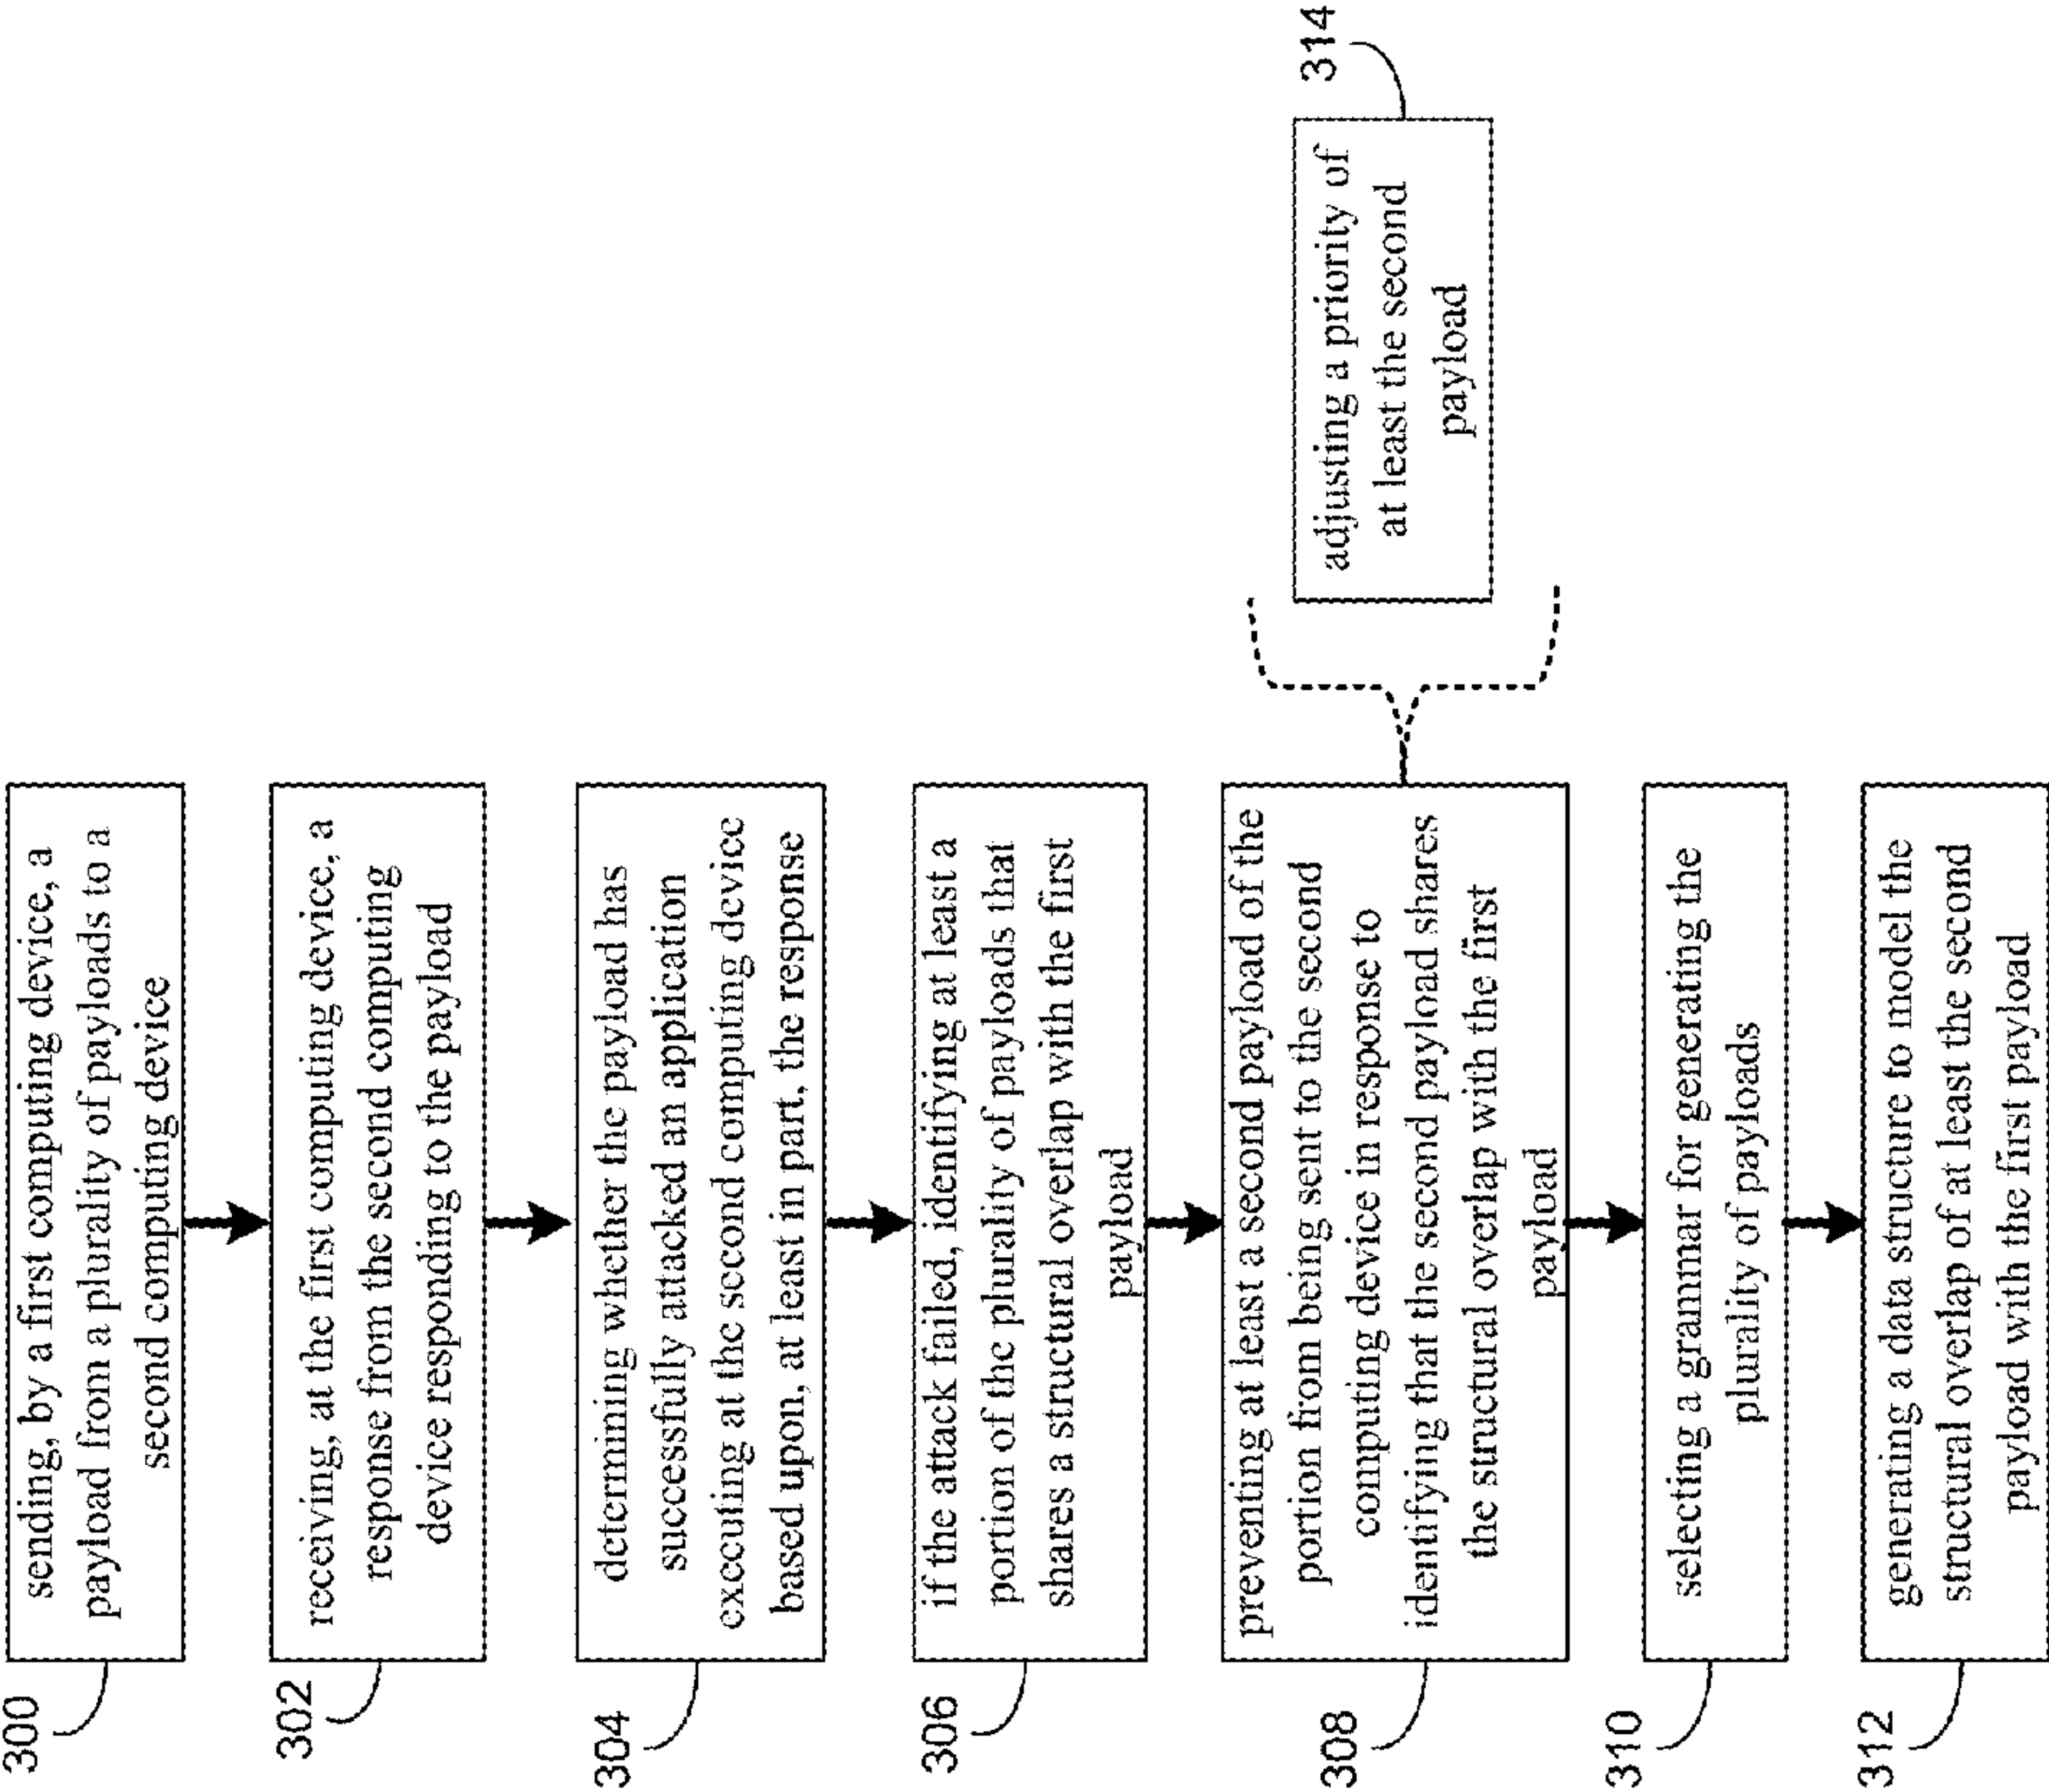 300
sending, by a first computing device, a
payload from a plurality of payloads to a
second computing device
302
receiving, at the first computing device, a
response from the second computing
device responding to the payload
304
determining whether the payload has
successfully attacked an application
executing at the second computing device
based upon, at least in part, the response
306
if the attack failed, identifying at least a
portion of the plurality of payloads that
shares a structural overlap with the first
payload
308
preventing at least a second payload of the
portion from being sent to the second
computing device in response to
identifying that the second payload shares
the structural overlap with the first
payload
314
adjusting a priority of
at least the second
payload
310
selecting a grammar for generating the
plurality of payloads
312
generating a data structure to model the
structural overlap of at least the second
payload with the first payload